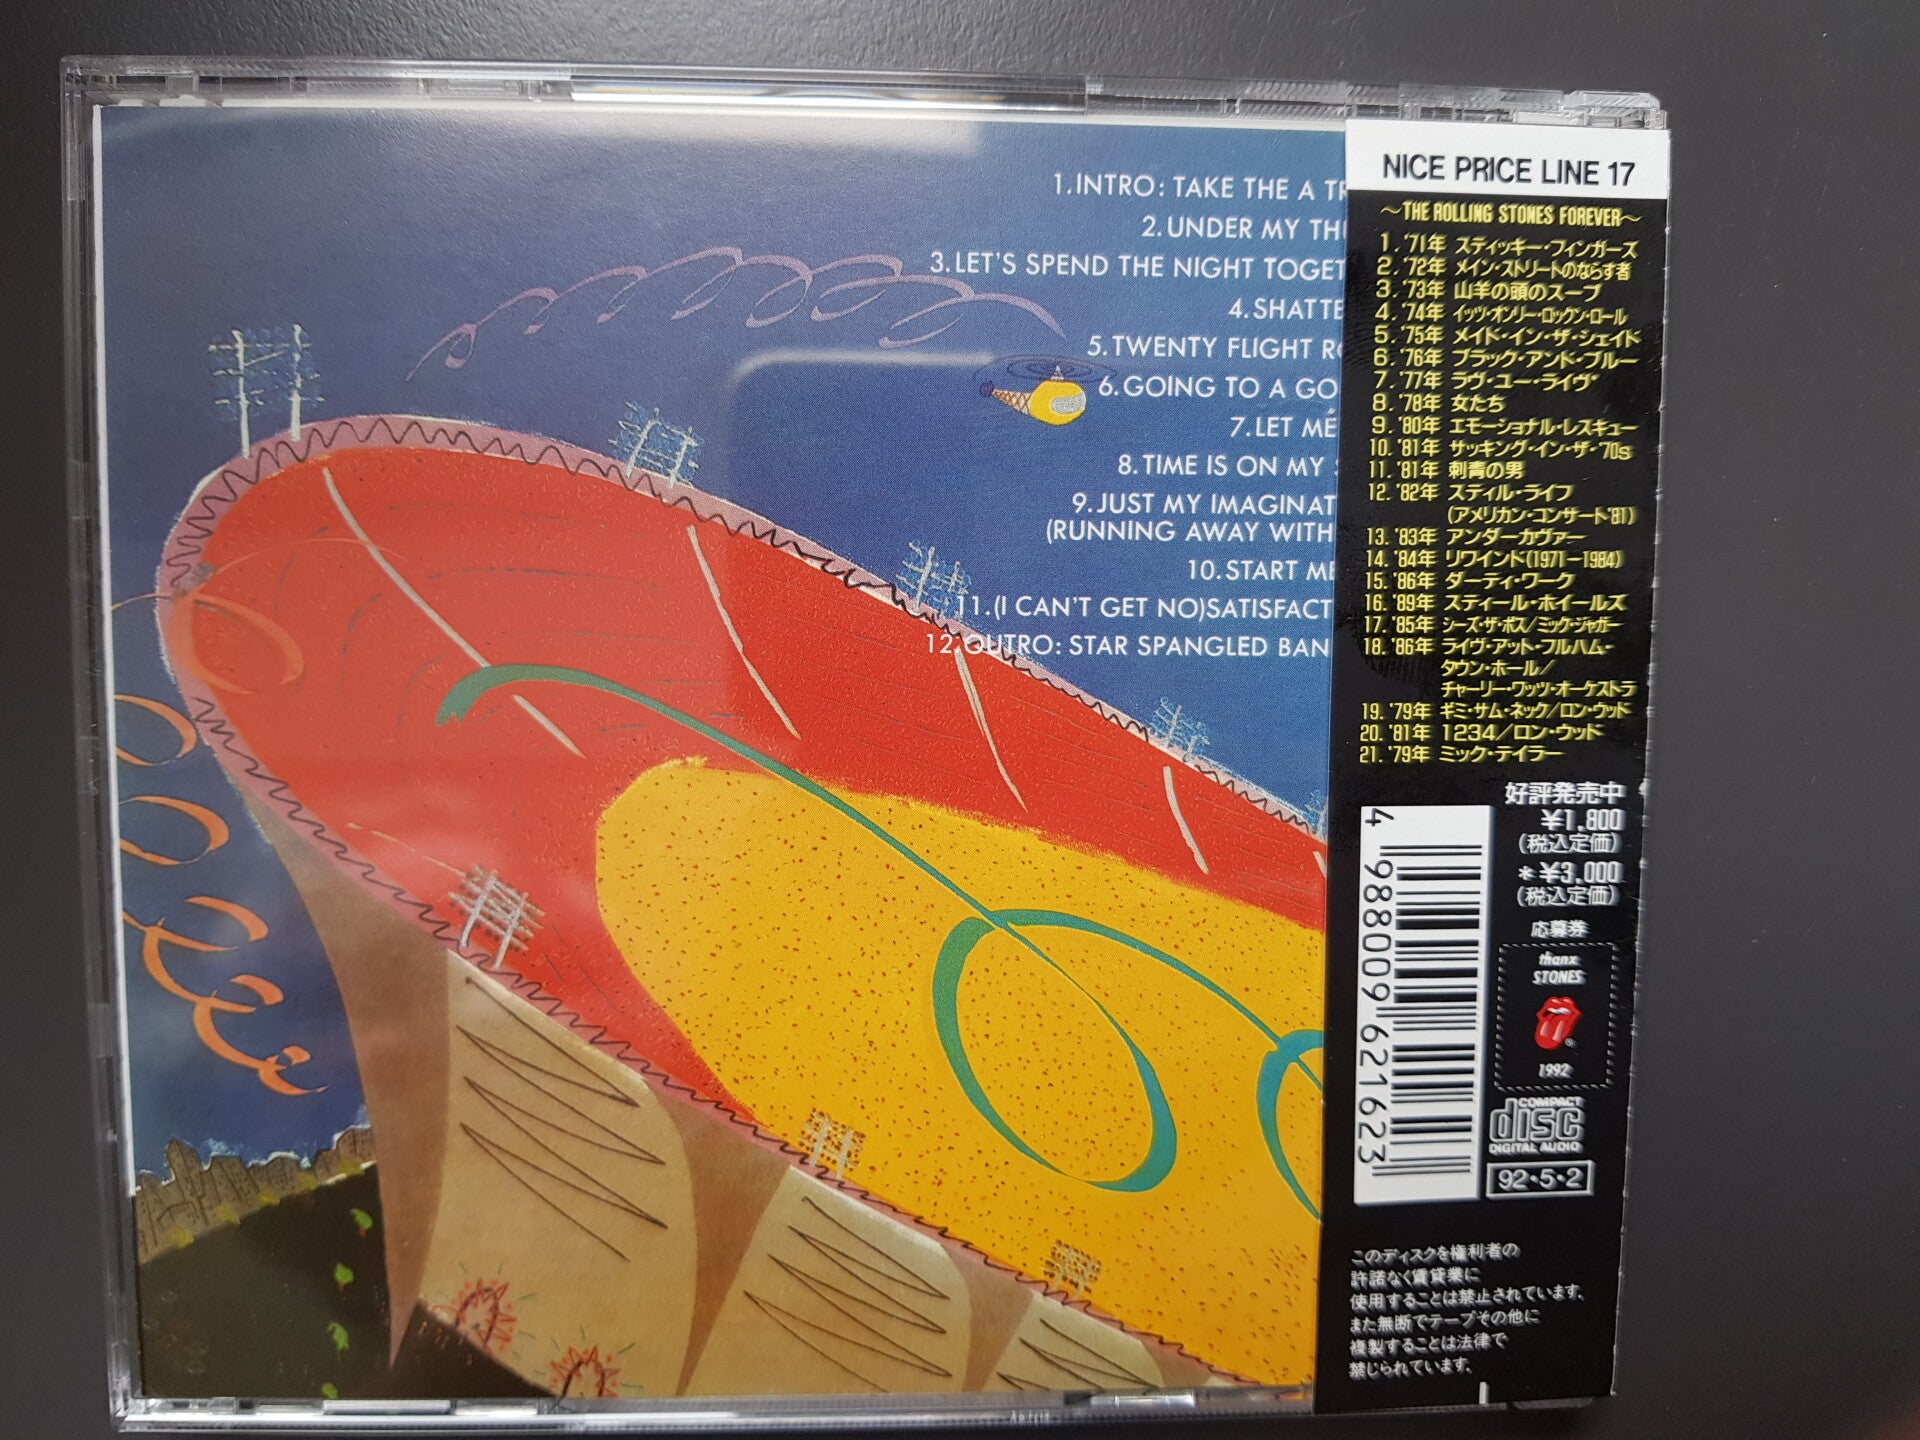 1.INTRO: TAKE THE A TR
2.UNDER MY THU
3.LET'S SPEND THE NIGHT TOGET
4.SHATTE
5.TWENTY FLIGHT RO
6.GOING TO A GO
7.LET ME
8.TIME IS ON MY S
9.JUST MY IMAGINAT
(RUNNING AWAY WITH
10.START ME
11.(I CAN'T GET NO)SATISFACT
12.OUTRO: STAR SPANGLED BAN
NICE PRICE LINE 17
〜THE ROLLING STONES FOREVER〜
1.'71年 スティッキー・フィンガーズ
2.'72年 メイン・ストリートのならず者
3.'73年 山羊の頭のスープ
4.'74年 イッツ・オンリー・ロックン・ロール
5.'75年 メイド・イン・ザ・シェイド
6.'76年 ブラック・アンド・ブルー
7.'77年 ラヴ・ユー・ライヴ*
8.'78年 女たち
9.'80年 エモーショナル・レスキュー
10.'81年 サッキング・イン・ザ・'70s
11.'81年 刺青の男
12.'82年 スティル・ライフ
(アメリカン・コンサート'81)
13.'83年 アンダーカヴァー
14.'84年 リワインド(1971－1984)
15.'86年 ダーティ・ワーク
16.'89年 スティール・ホイールズ
17.'85年 シーズ・ザ・ボス/ミック・ジャガー
18.'86年 ライヴ・アット・フルハム・
タウン・ホール/
チャーリー・ワッツ・オーケストラ
19.'79年 ギミ・サム・ネック/ロン・ウッド
20.'81年 1234/ロン・ウッド
21.'79年 ミック・テイラー
好評発売中
¥1,800
(税込定価)
*¥3,000
(税込定価)
応募券
thanx
STONES
®
1992
4 988009 621623
COMPACT
disc
DIGITAL AUDIO
92・5・2
このディスクを権利者の
許諾なく賃貸業に
使用することは禁止されています。
また無断でテープその他に
複製することは法律で
禁じられています。